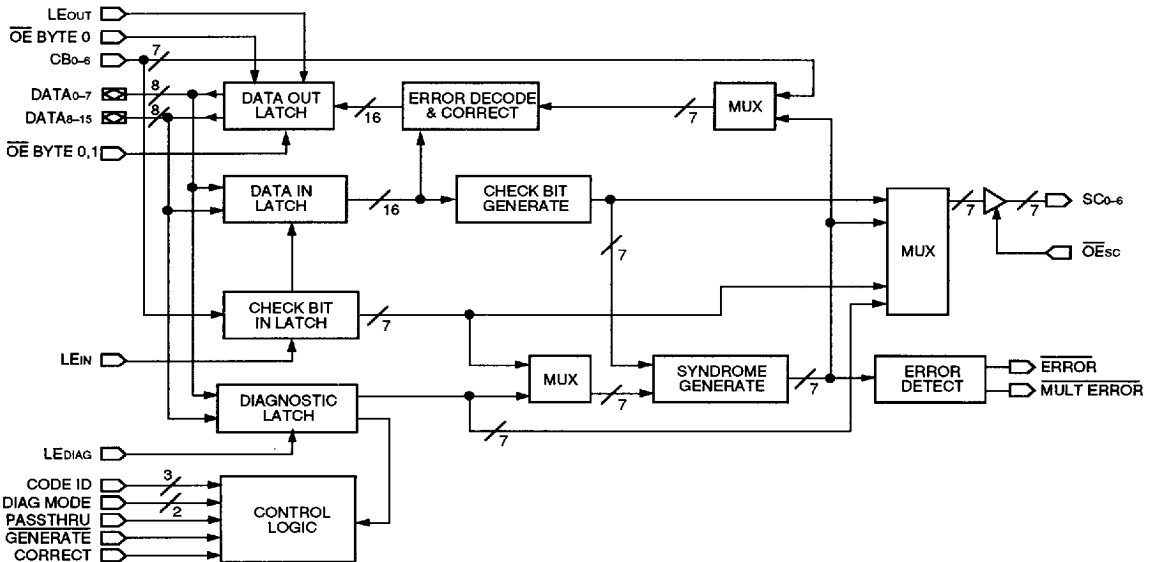 LEOUT
OE BYTE 0
CB0–6
7
DATA0–7
8
DATA8–15
8
OE BYTE 0,1
DATA OUT
LATCH
16
ERROR DECODE
& CORRECT
7
MUX
DATA IN
LATCH
16
CHECK BIT
GENERATE
7
MUX
7
7
SC0–6
OESC
CHECK BIT
IN LATCH
7
LEIN
MUX
7
SYNDROME
GENERATE
7
ERROR
DETECT
ERROR
MULT ERROR
DIAGNOSTIC
LATCH
7
LEDIAG
CODE ID
3
DIAG MODE
2
PASSTHRU
GENERATE
CORRECT
CONTROL
LOGIC